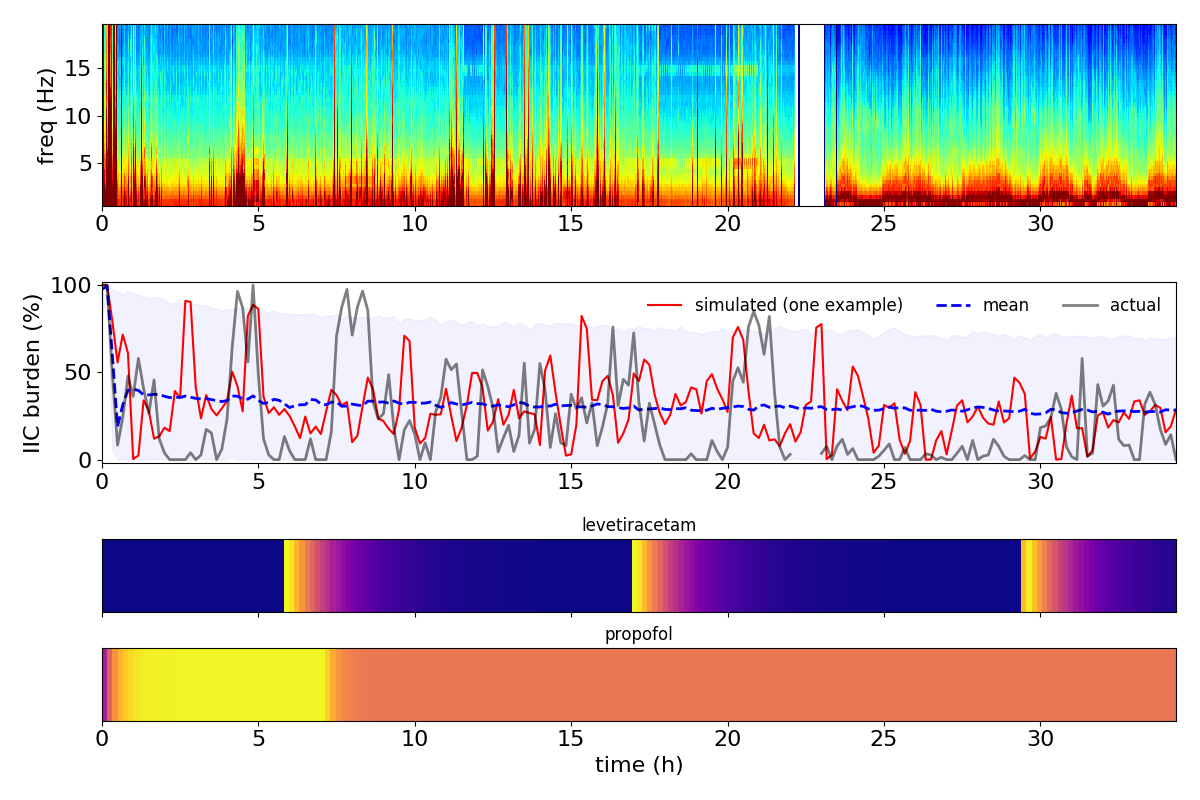 freq (Hz)
15
10
5
0 5 10 15 20 25 30
IIC burden (%)
100
50
0
simulated (one example) mean actual
0 5 10 15 20 25 30
levetiracetam
propofol
0 5 10 15 20 25 30
time (h)